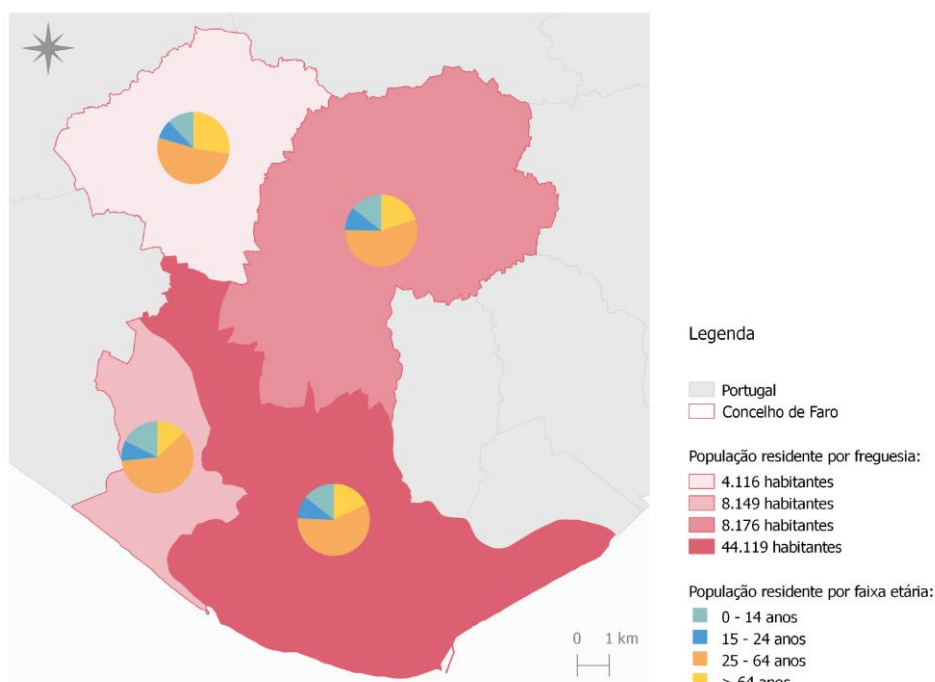 Legenda
Portugal
Concelho de Faro
População residente por freguesia:
4.116 habitantes
8.149 habitantes
8.176 habitantes
44.119 habitantes
População residente por faixa etária:
0 - 14 anos
15 - 24 anos
25 - 64 anos
> 64 anos
0 1 km